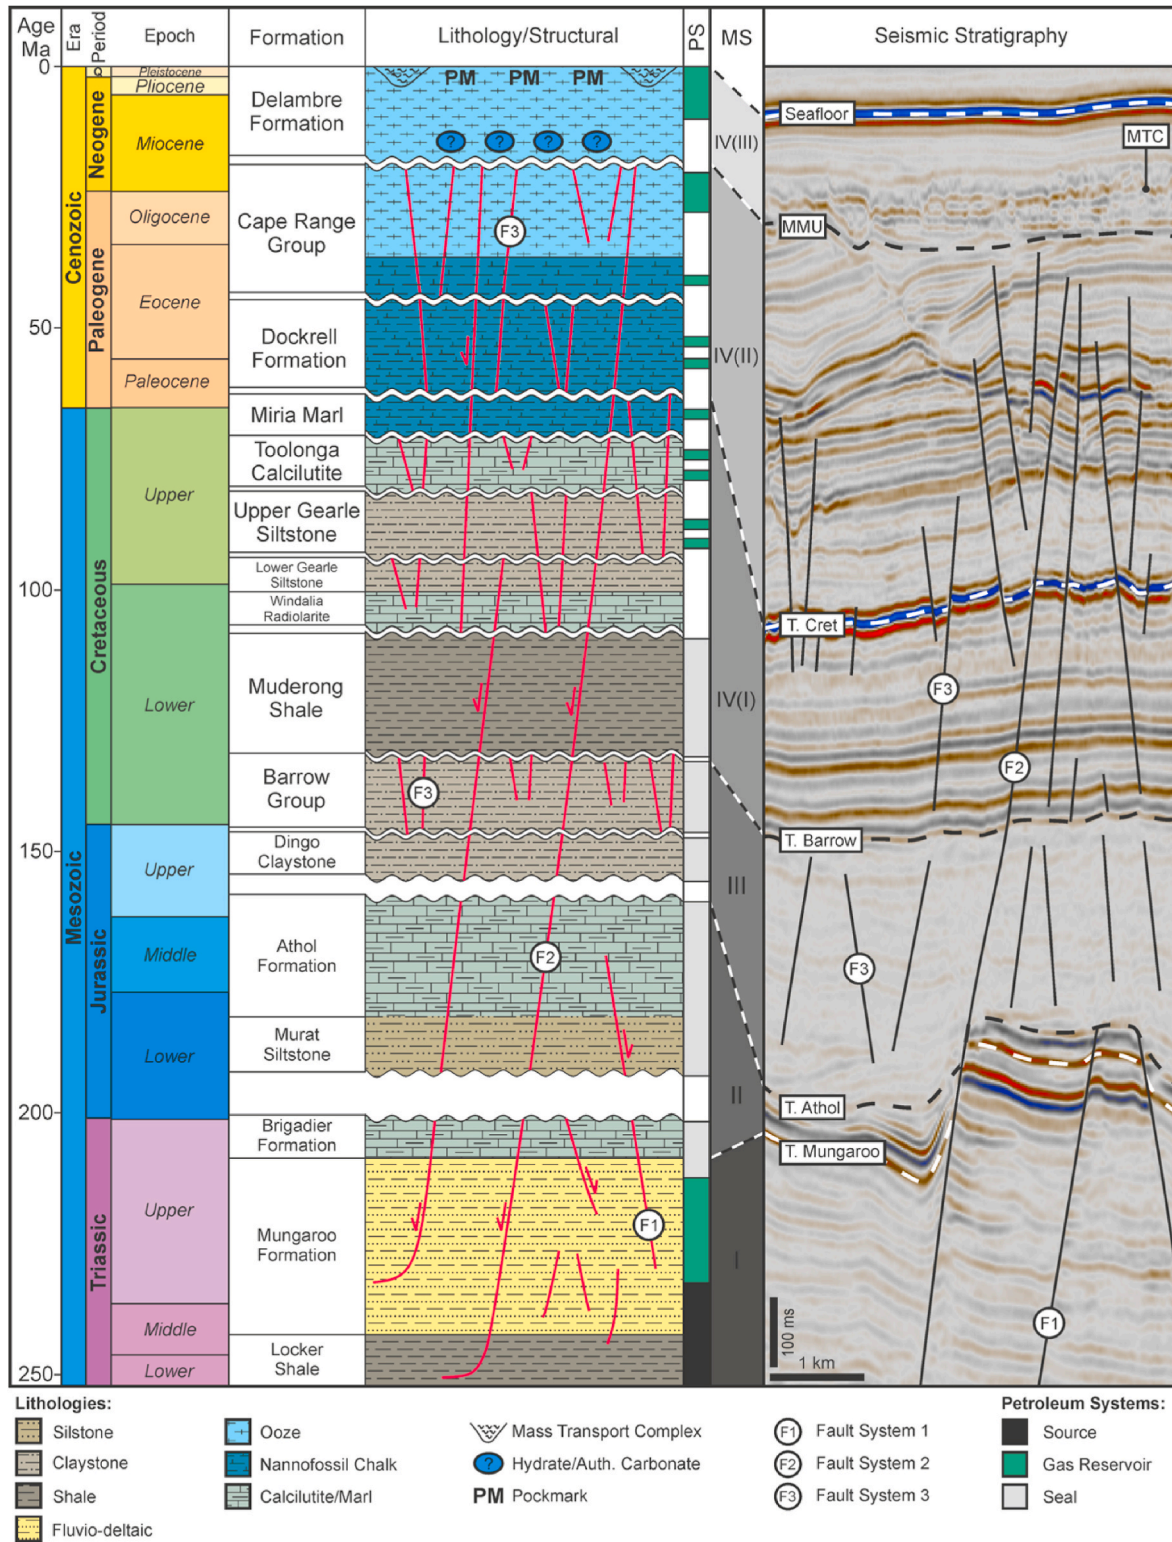 Age
Ma
Era
Period
Epoch
Formation
Lithology/Structural
PS
MS
Seismic Stratigraphy
0
50
100
150
200
250
Cenozoic
Mesozoic
Q
Neogene
Paleogene
Cretaceous
Jurassic
Triassic
Pleistocene
Pliocene
Miocene
Oligocene
Eocene
Paleocene
Upper
Lower
Upper
Middle
Lower
Upper
Middle
Lower
Delambre
Formation
Cape Range
Group
Dockrell
Formation
Miria Marl
Toolonga
Calcilutite
Upper Gearle
Siltstone
Lower Gearle
Siltstone
Windalia
Radiolarite
Muderong
Shale
Barrow
Group
Dingo
Claystone
Athol
Formation
Murat
Siltstone
Brigadier
Formation
Mungaroo
Formation
Locker
Shale
PM PM PM
? ? ? ?
F3
F3
F2
F1
IV(III)
IV(II)
IV(I)
III
II
I
Seafloor
MTC
MMU
T. Cret
F3
F2
T. Barrow
F3
T. Athol
T. Mungaroo
F1
100 ms
1 km
Lithologies:
Silstone
Claystone
Shale
Fluvio-deltaic
Ooze
Nannofossil Chalk
Calcilutite/Marl
Mass Transport Complex
? Hydrate/Auth. Carbonate
PM Pockmark
F1 Fault System 1
F2 Fault System 2
F3 Fault System 3
Petroleum Systems:
Source
Gas Reservoir
Seal